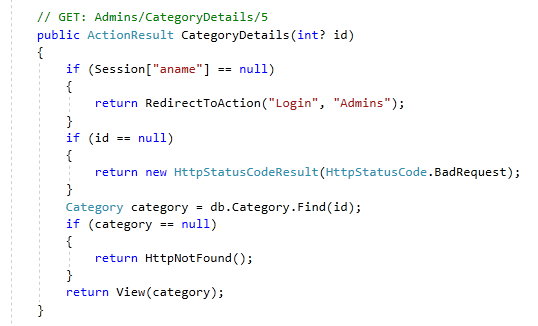 // GET: Admins/CategoryDetails/5
public ActionResult CategoryDetails(int? id)
{
if (Session["aname"] == null)
{
return RedirectToAction("Login", "Admins");
}
if (id == null)
{
return new HttpStatusCodeResult(HttpStatusCode.BadRequest);
}
Category category = db.Category.Find(id);
if (category == null)
{
return HttpNotFound();
}
return View(category);
}